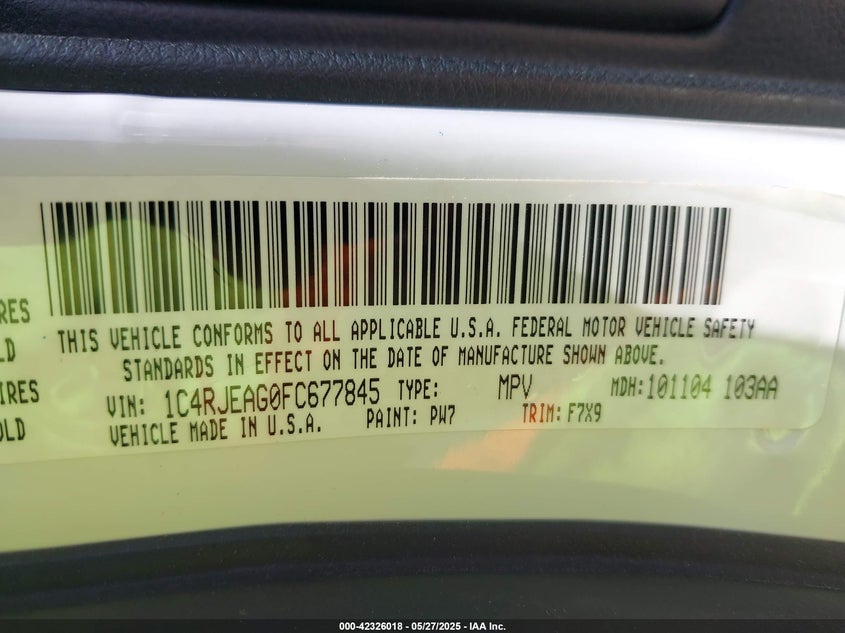 THIS VEHICLE CONFORMS TO ALL APPLICABLE U.S.A. FEDERAL MOTOR VEHICLE SAFETY
STANDARDS IN EFFECT ON THE DATE OF MANUFACTURE SHOWN ABOVE.
VIN: 1C4RJEAG0FC677845 TYPE: MPV MDH:101104 103AA
VEHICLE MADE IN U.S.A. PAINT: PW7 TRIM: F7X9
RES
LD
IRES
OLD
000-42326018 - 05/27/2025 - IAA Inc.